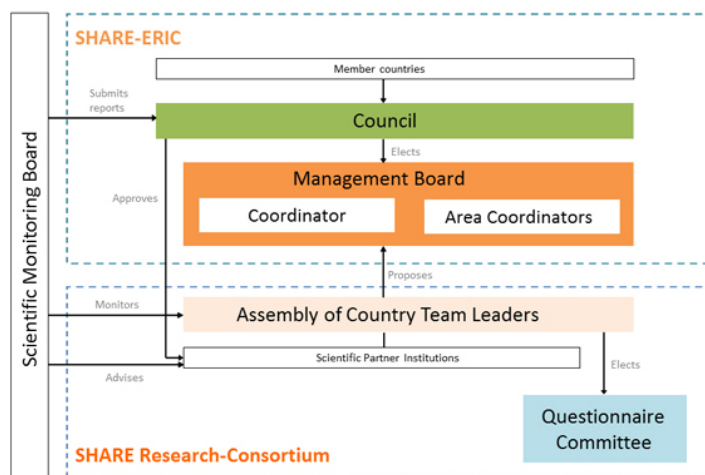 SHARE-ERIC
Member countries
Submits
reports
Council
Elects
Scientific Monitoring Board
Management Board
Approves
Coordinator
Area Coordinators
Proposes
Monitors
Assembly of Country Team Leaders
Scientific Partner Institutions
Advises
Elects
Questionnaire
Committee
SHARE Research-Consortium